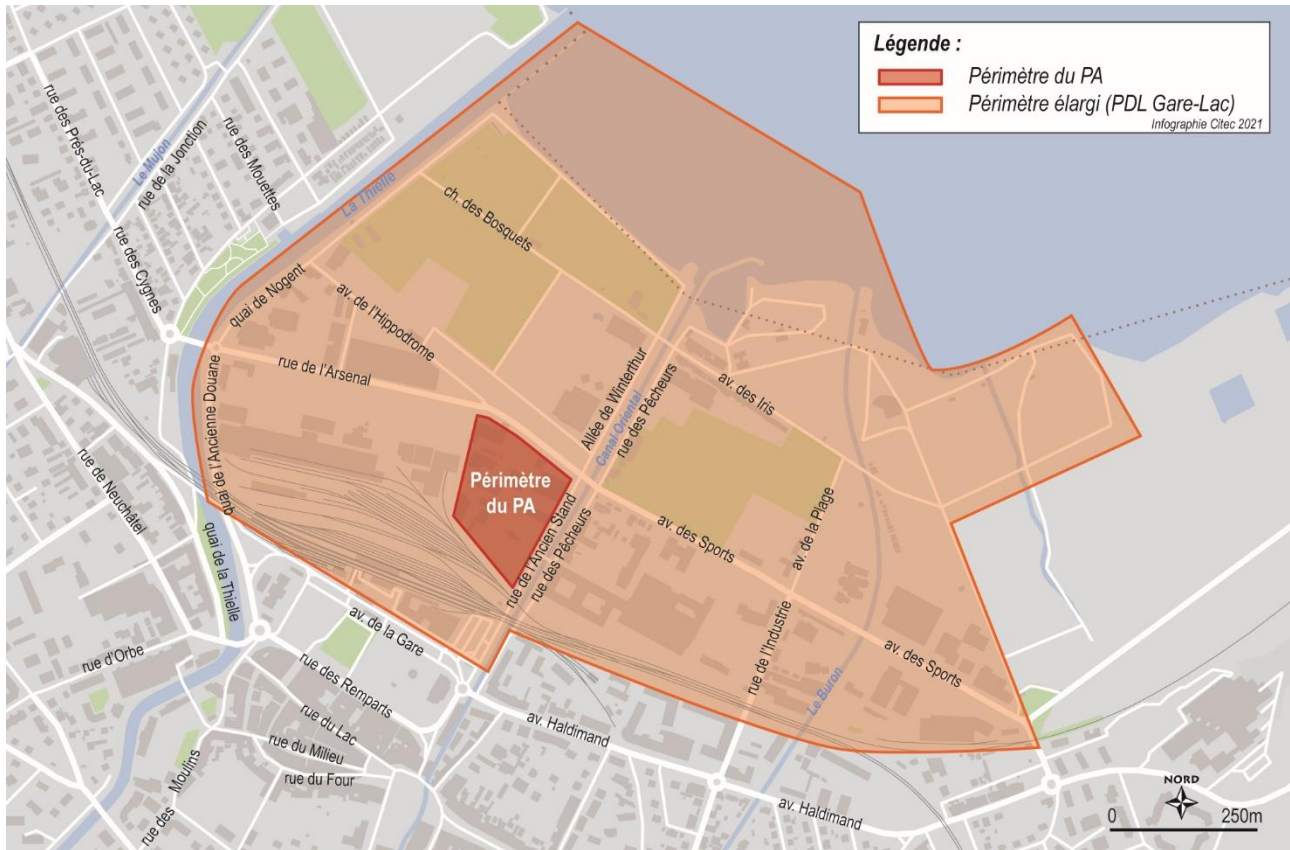 Légende :
Périmètre du PA
Périmètre élargi (PDL Gare-Lac)
Infographie Citec 2021
rue des Prés-du-Lac
Le Mujon
rue de la Jonction
rue des Mouettes
La Thielle
ch. des Bosquets
rue des Cygnes
quai de Nogent
av. de l'Hippodrome
rue de l'Arsenal
Allée de Winterthur
Canal Oriental
rue des Pêcheurs
av. des Iris
quai de l'Ancienne Douane
Périmètre
du PA
rue de Neuchâtel
quai de la Thielle
rue de l'Ancien Stand
rue des Pêcheurs
av. des Sports
av. de la Plage
av. de la Gare
rue d'Orbe
rue des Remparts
rue de l'Industrie
Le Buron
av. des Sports
rue du Lac
rue du Milieu
rue du Four
rue des Moulins
av. Haldimand
av. Haldimand
NORD
0 250m